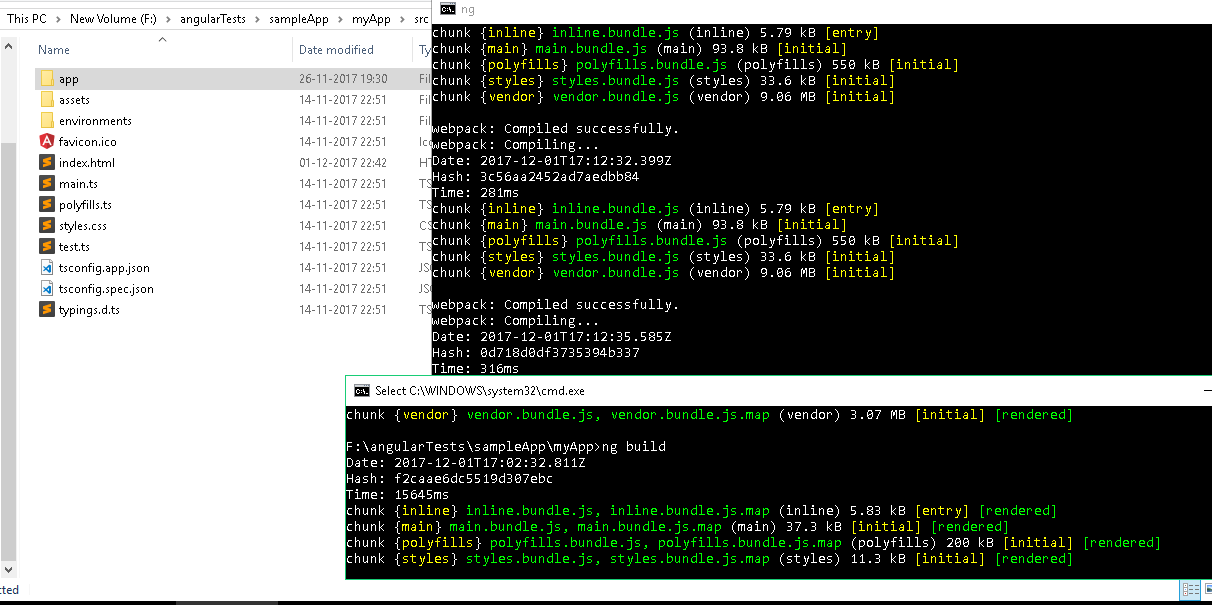 This PC > New Volume (F:) > angularTests > sampleApp > myApp > src
Name Date modified Ty
app 26-11-2017 19:30 Fil
assets 14-11-2017 22:51 Fil
environments 14-11-2017 22:51 Fil
favicon.ico 14-11-2017 22:51 Ico
index.html 01-12-2017 22:42 HT
main.ts 14-11-2017 22:51 TS
polyfills.ts 14-11-2017 22:51 TS
styles.css 14-11-2017 22:51 CS
test.ts 14-11-2017 22:51 TS
tsconfig.app.json 14-11-2017 22:51 JS
tsconfig.spec.json 14-11-2017 22:51 JS
typings.d.ts 14-11-2017 22:51 TS
cted
ng
chunk {inline} inline.bundle.js (inline) 5.79 kB [entry]
chunk {main} main.bundle.js (main) 93.8 kB [initial]
chunk {polyfills} polyfills.bundle.js (polyfills) 550 kB [initial]
chunk {styles} styles.bundle.js (styles) 33.6 kB [initial]
chunk {vendor} vendor.bundle.js (vendor) 9.06 MB [initial]
webpack: Compiled successfully.
webpack: Compiling...
Date: 2017-12-01T17:12:32.399Z
Hash: 3c56aa2452ad7aedbb84
Time: 281ms
chunk {inline} inline.bundle.js (inline) 5.79 kB [entry]
chunk {main} main.bundle.js (main) 93.8 kB [initial]
chunk {polyfills} polyfills.bundle.js (polyfills) 550 kB [initial]
chunk {styles} styles.bundle.js (styles) 33.6 kB [initial]
chunk {vendor} vendor.bundle.js (vendor) 9.06 MB [initial]
webpack: Compiled successfully.
webpack: Compiling...
Date: 2017-12-01T17:12:35.585Z
Hash: 0d718d0df3735394b337
Time: 316ms
Select C:\WINDOWS\system32\cmd.exe
chunk {vendor} vendor.bundle.js, vendor.bundle.js.map (vendor) 3.07 MB [initial] [rendered]
F:\angularTests\sampleApp\myApp>ng build
Date: 2017-12-01T17:02:32.811Z
Hash: f2caae6dc5519d307ebc
Time: 15645ms
chunk {inline} inline.bundle.js, inline.bundle.js.map (inline) 5.83 kB [entry] [rendered]
chunk {main} main.bundle.js, main.bundle.js.map (main) 37.3 kB [initial] [rendered]
chunk {polyfills} polyfills.bundle.js, polyfills.bundle.js.map (polyfills) 200 kB [initial] [rendered]
chunk {styles} styles.bundle.js, styles.bundle.js.map (styles) 11.3 kB [initial] [rendered]